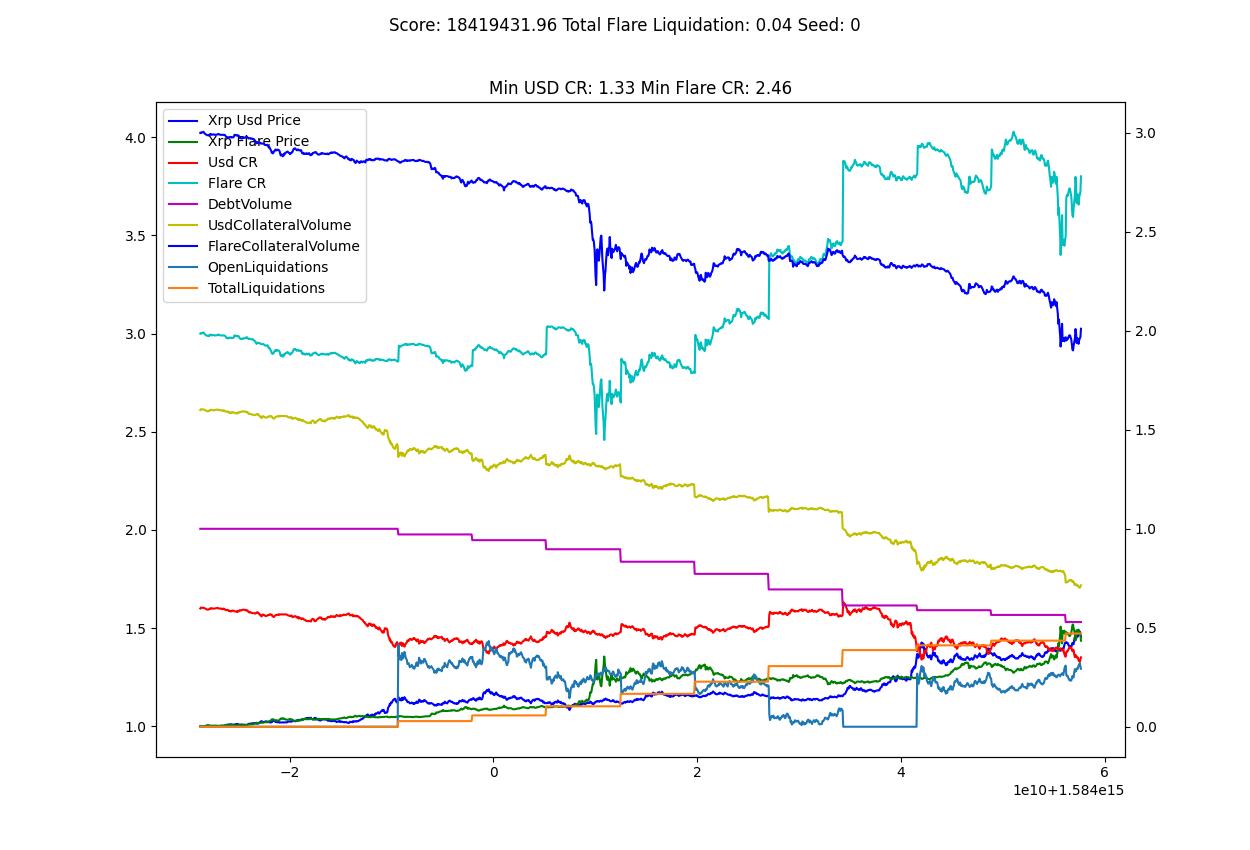 Score: 18419431.96 Total Flare Liquidation: 0.04 Seed: 0
Min USD CR: 1.33 Min Flare CR: 2.46
Xrp Usd Price
Xrp Flare Price
Usd CR
Flare CR
DebtVolume
UsdCollateralVolume
FlareCollateralVolume
OpenLiquidations
TotalLiquidations
4.0
3.5
3.0
2.5
2.0
1.5
1.0
3.0
2.5
2.0
1.5
1.0
0.5
0.0
−2 0 2 4 6
1e10+1.584e15